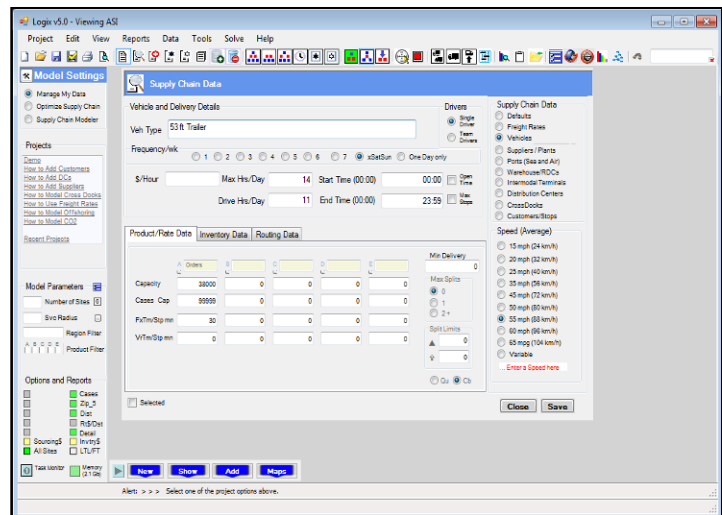 Logix v5.0 - Viewing ASI
Project Edit View Reports Data Tools Solve Help
Model Settings
Manage My Data
Optimize Supply Chain
Supply Chain Modeler
Projects
Demo
How to Add Customers
How to Add DCs
How to Add Suppliers
How to Model Cross Docks
How to Use Freight Rates
How to Model Offshoring
How to Model CO2
Recent Projects
Model Parameters
Number of Sites
Svc Radius
Region Filter
A B C D E
Product Filter
Options and Reports
Cases
Zip_5
Dist
Rt$/Dst
Detail
Sourcing$ Invtry$
All Sites LTL/FT
Task Monitor Memory (2.1 Gb)
Supply Chain Data
Vehicle and Delivery Details
Veh Type 53 ft Trailer
Drivers
Single Driver
Team Drivers
Frequency/wk
1 2 3 4 5 6 7 xSatSun One Day only
$/Hour Max Hrs/Day 14 Start Time (00:00) 00:00 Open Time
Drive Hrs/Day 11 End Time (00:00) 23:59 Max Stops
Product/Rate Data Inventory Data Routing Data
A Orders B C D E
Capacity 38000 0 0 0 0
Cases Cap 99999 0 0 0 0
FxTm/Stp mn 30 0 0 0 0
VrTm/Stp mn 0 0 0 0 0
Min Delivery
0
Max Splits
0
1
2+
Split Limits
0
0
Cu Cb
Selected
Supply Chain Data
Defaults
Freight Rates
Vehicles
Suppliers / Plants
Ports (Sea and Air)
Warehouse/RDCs
Intermodal Terminals
Distribution Centers
CrossDocks
Customers/Stops
Speed (Average)
15 mph (24 km/h)
20 mph (32 km/h)
25 mph (40 km/h)
35 mph (56 km/h)
45 mph (72 km/h)
50 mph (80 km/h)
55 mph (88 km/h)
60 mph (96 km/h)
65 mpg (104 km/h)
Variable
... Enter a Speed here
Close Save
New Show Add Maps
Alert: > > > Select one of the project options above.